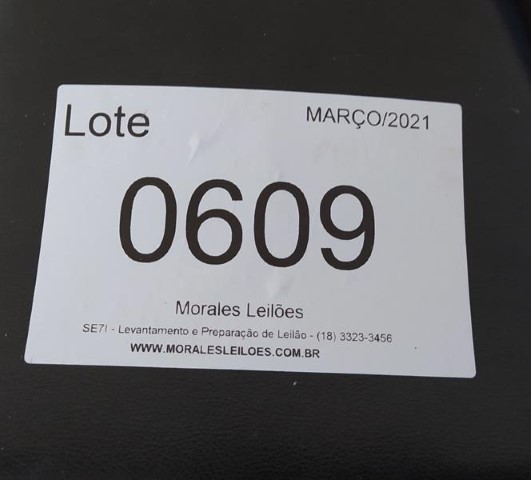 Lote MARÇO/2021
0609
Morales Leilões
SE7I - Levantamento e Preparação de Leilão - (18) 3323-3456
WWW.MORALESLEILOES.COM.BR